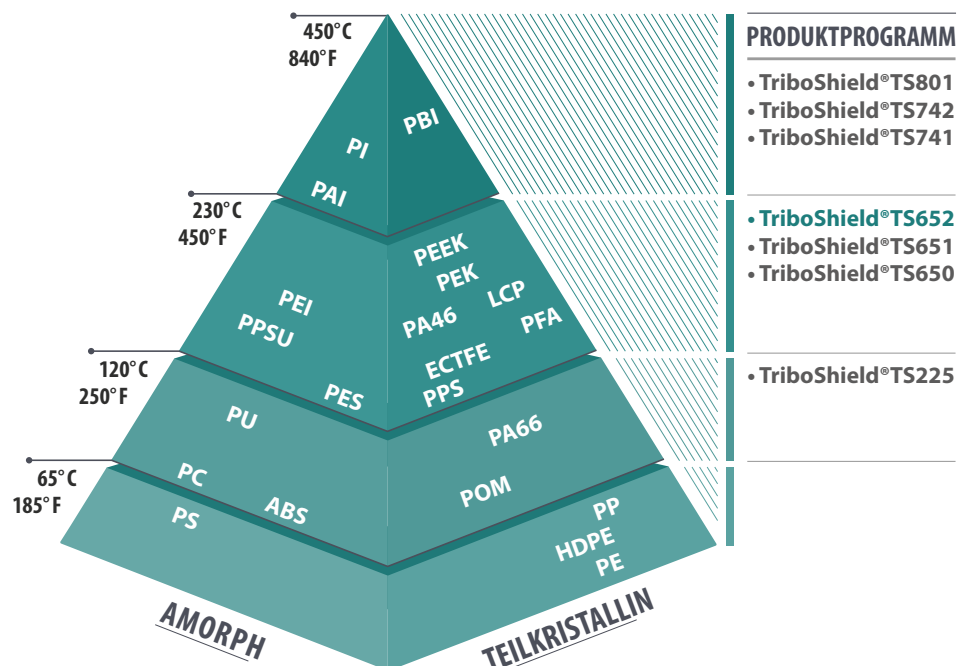 450°C
840°F
PRODUKTPROGRAMM
• TriboShield®TS801
• TriboShield®TS742
• TriboShield®TS741
PBI
PI
PAI
230°C
450°F
• TriboShield®TS652
• TriboShield®TS651
• TriboShield®TS650
PEEK
PEK
LCP
PEI
PA46
PFA
PPSU
ECTFE
PPS
PES
120°C
250°F
• TriboShield®TS225
PU
PA66
PC
POM
ABS
65°C
185°F
PS
PP
HDPE
PE
AMORPH
TEILKRISTALLIN